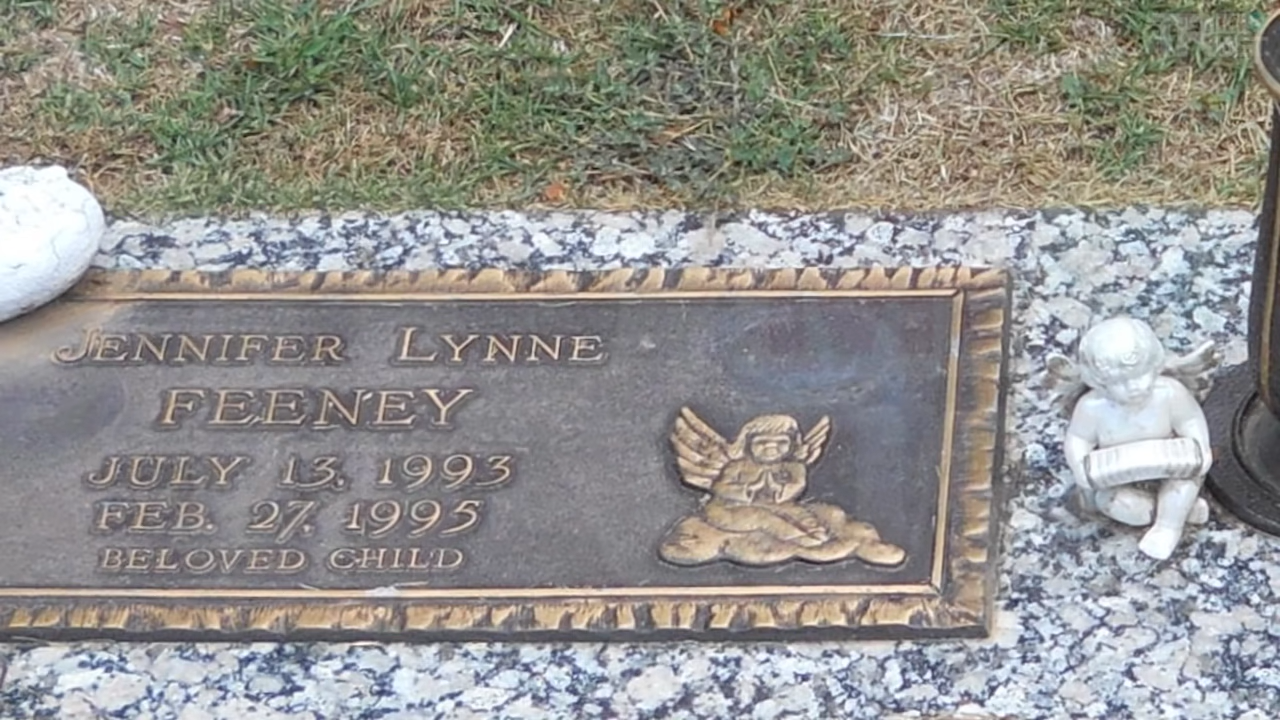 JENNIFER LYNNE
FEENEY
JULY 13, 1993
FEB. 27, 1995
BELOVED CHILD